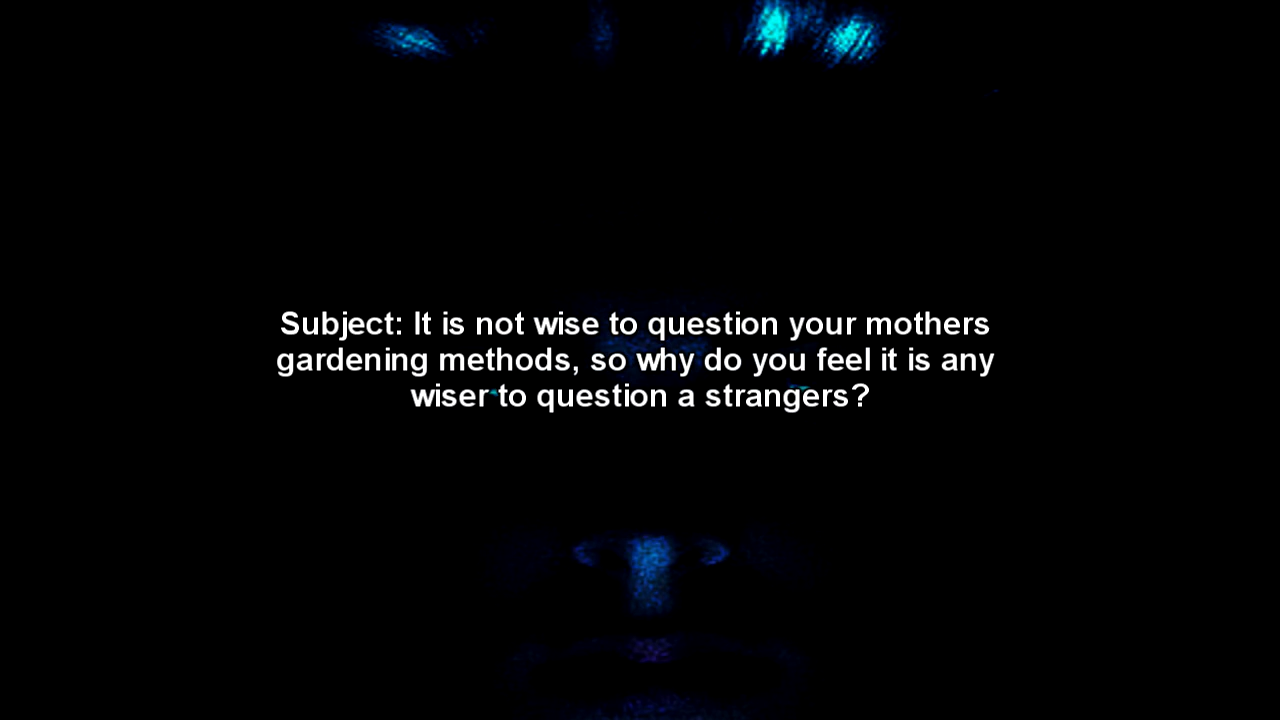 Subject: It is not wise to question your mothers
gardening methods, so why do you feel it is any
wiser to question a strangers?